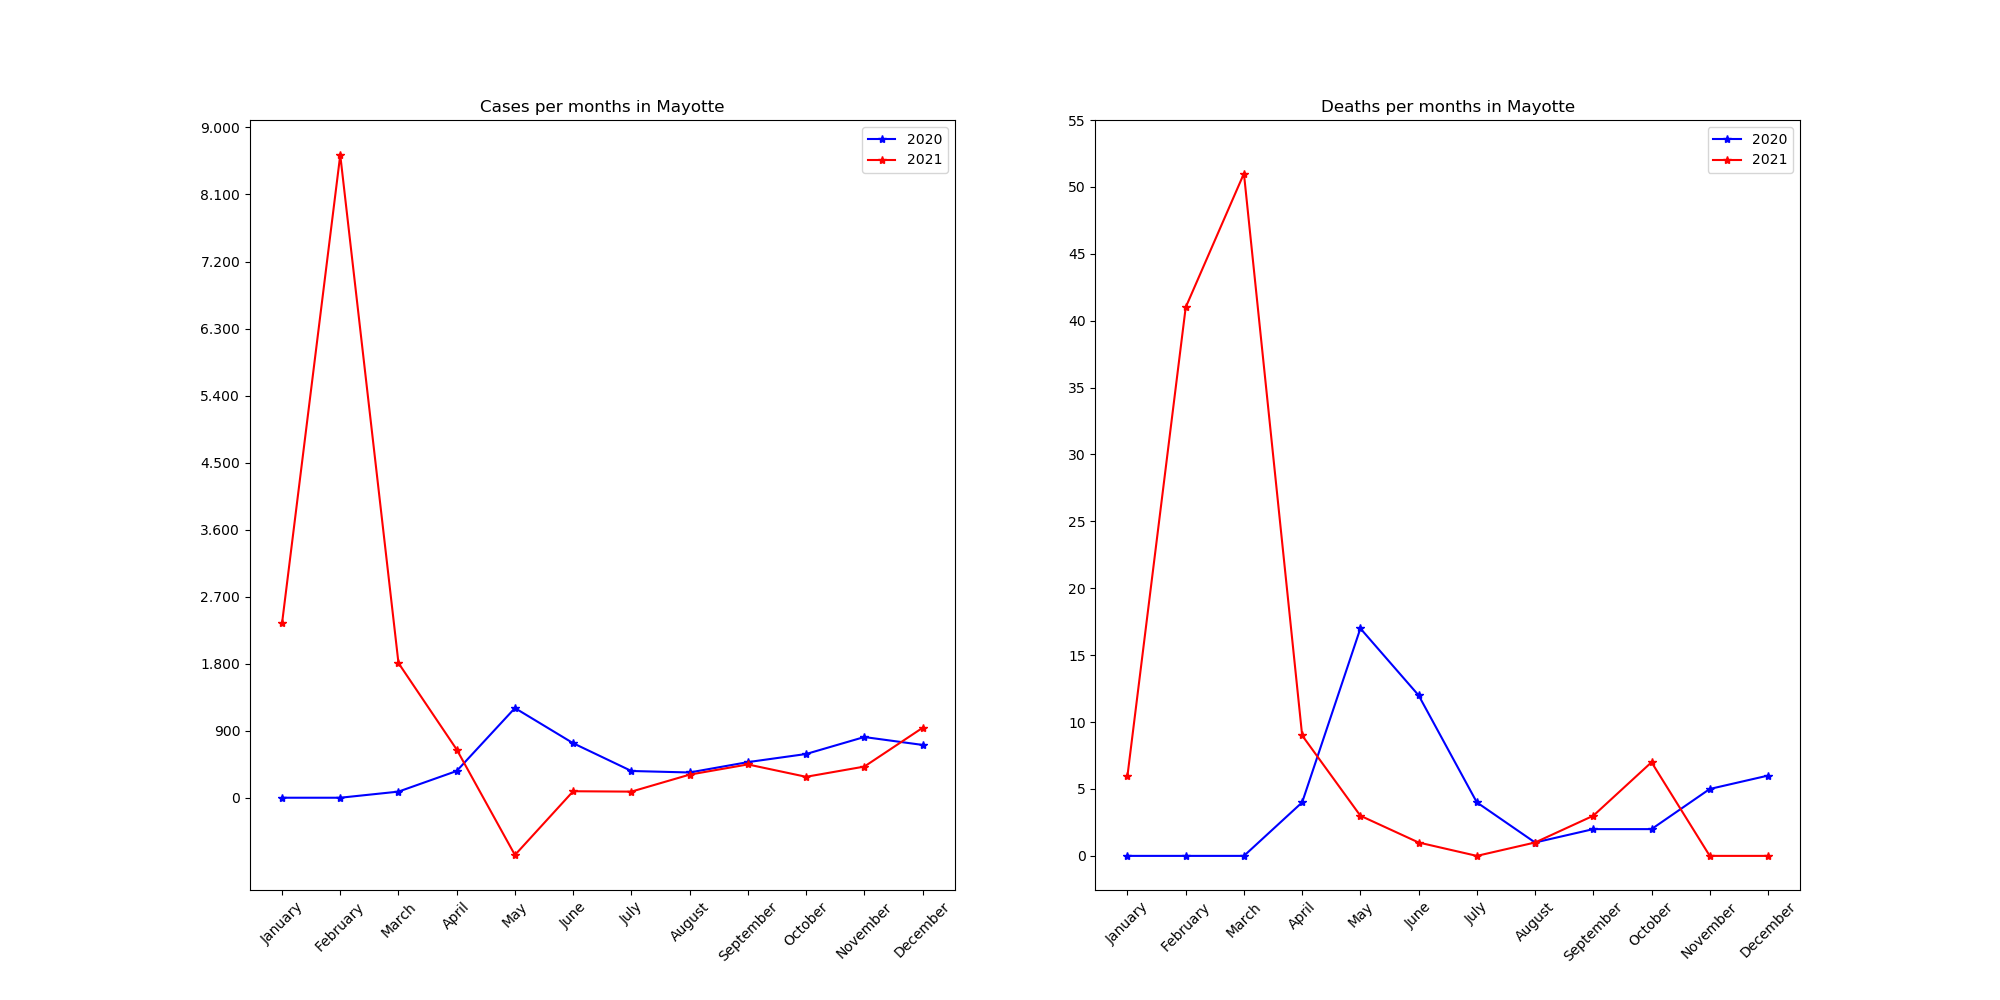 Cases per months in Mayotte
9.000
8.100
7.200
6.300
5.400
4.500
3.600
2.700
1.800
900
0
2020
2021
January
February
March
April
May
June
July
August
September
October
November
December
Deaths per months in Mayotte
55
50
45
40
35
30
25
20
15
10
5
0
2020
2021
January
February
March
April
May
June
July
August
September
October
November
December